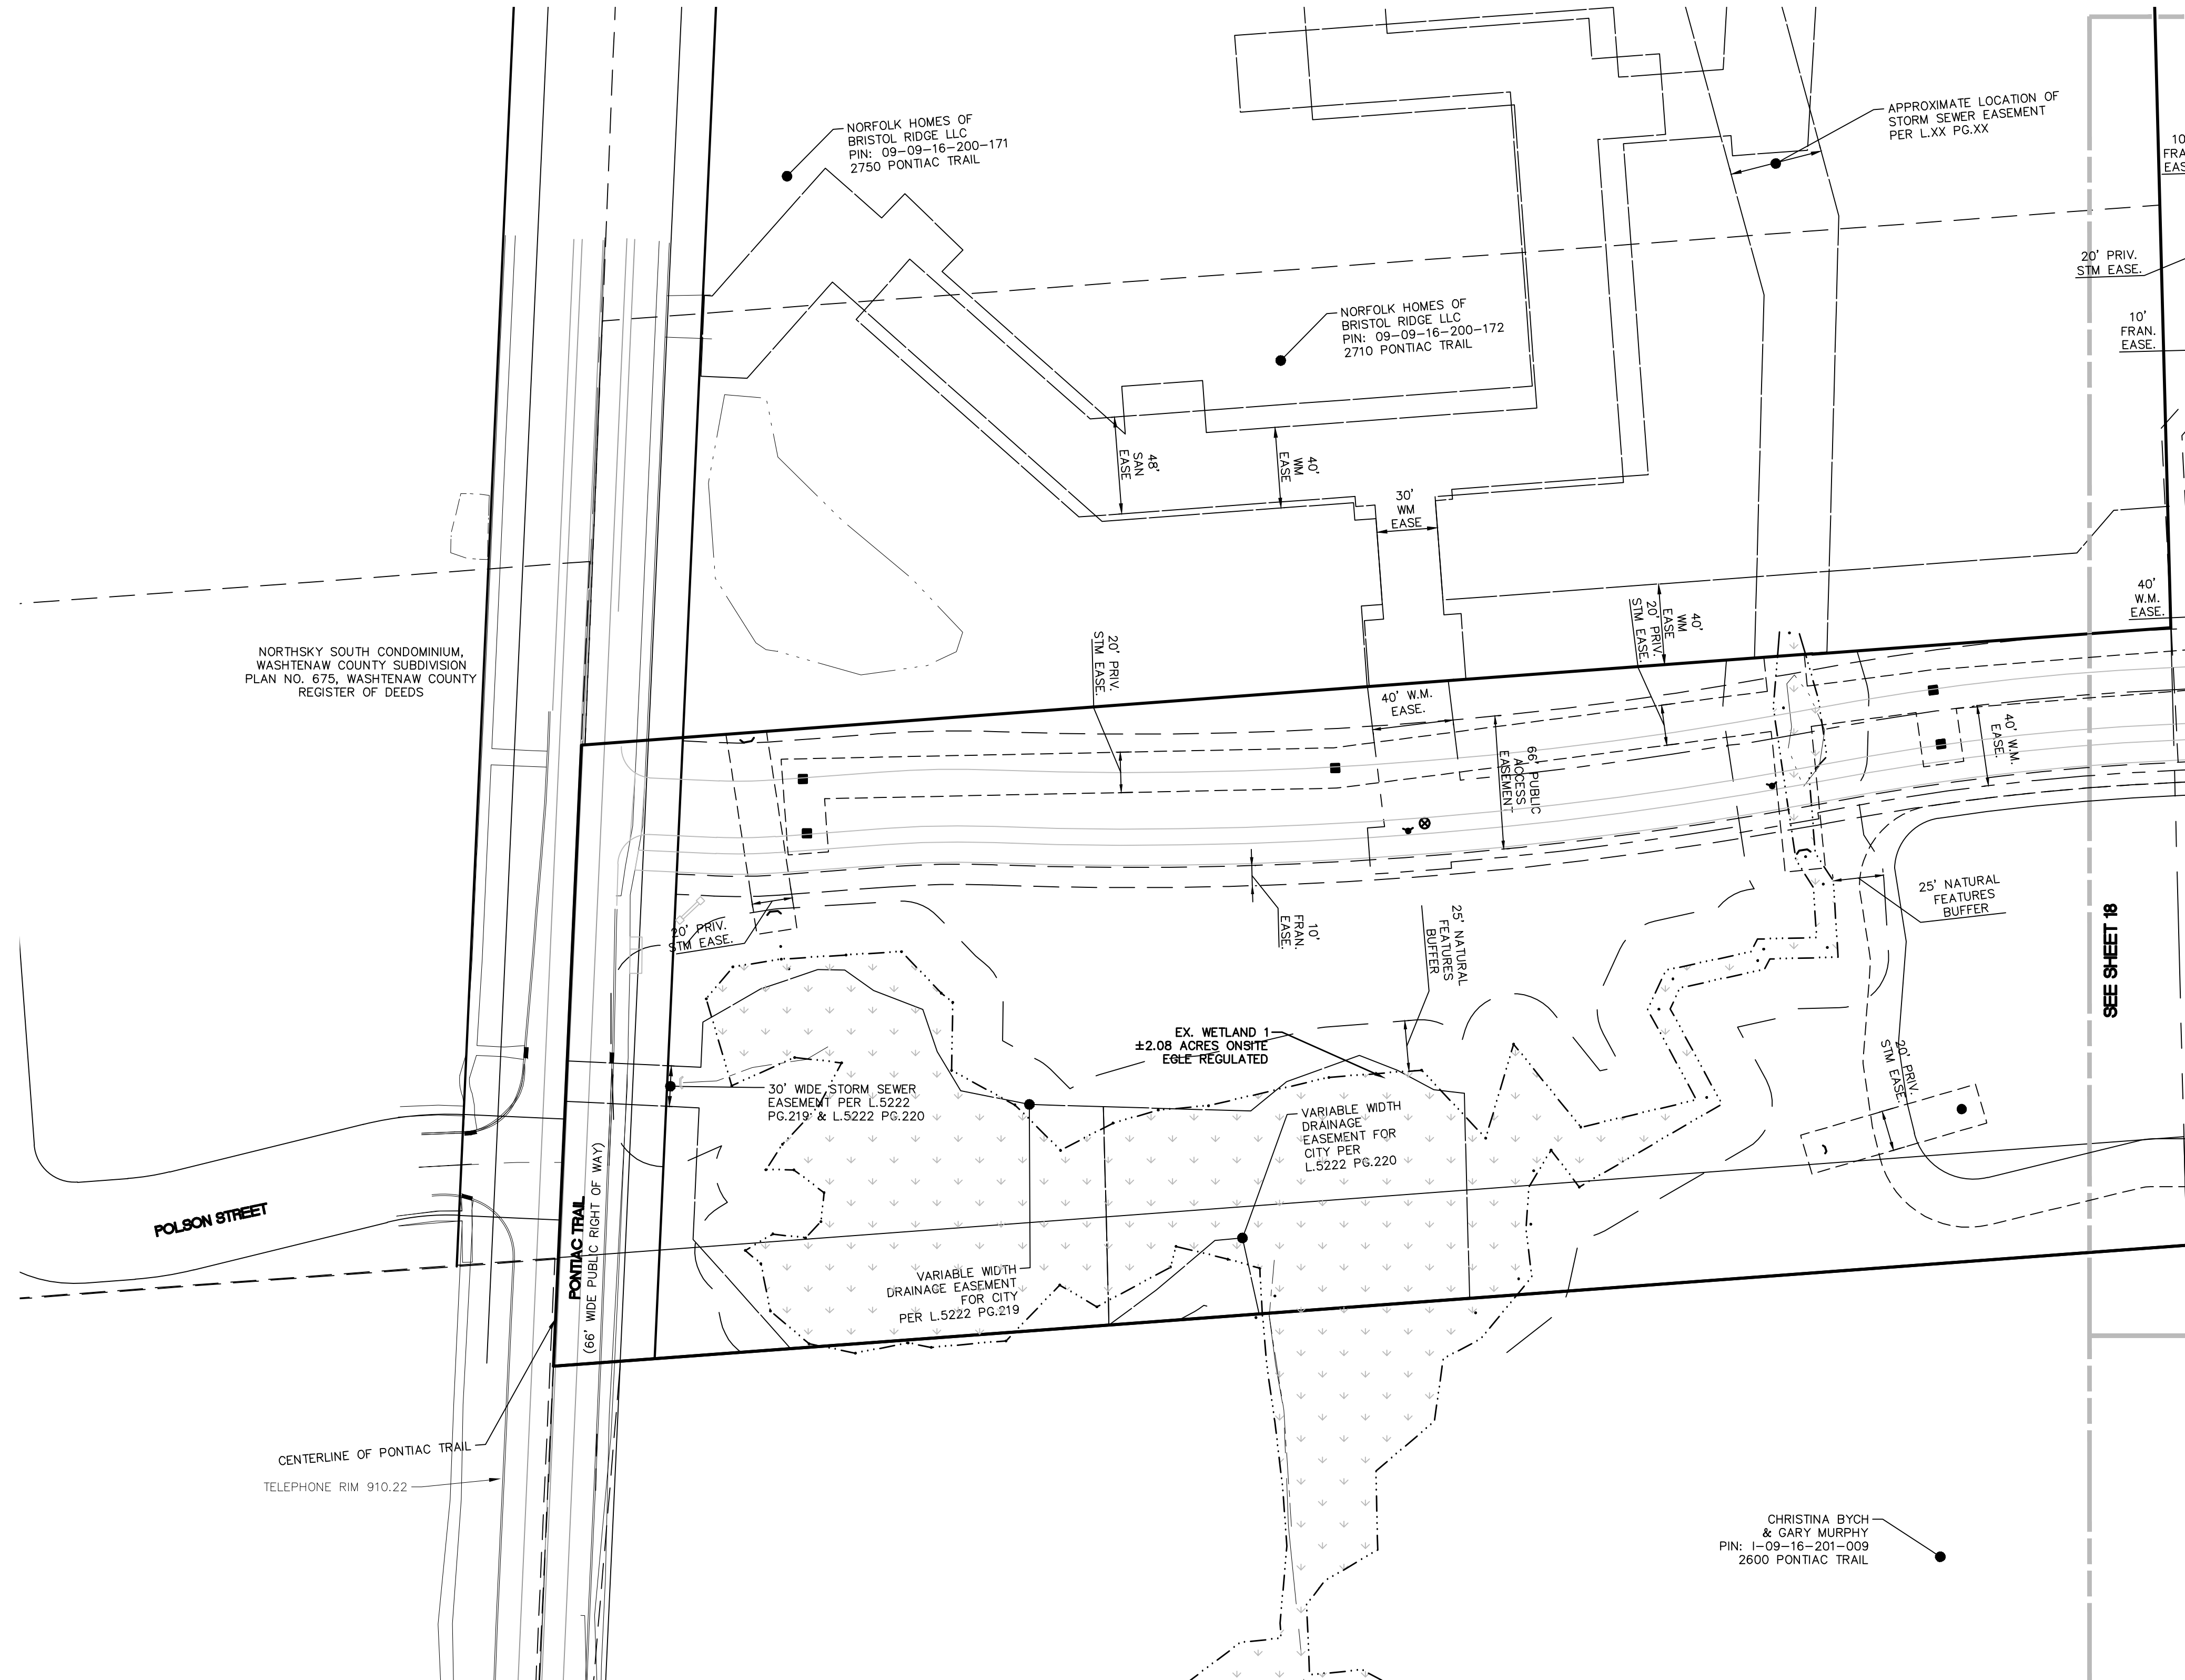 NORFOLK HOMES OF
BRISTOL RIDGE LLC
PIN: 09-09-16-200-171
2750 PONTIAC TRAIL
APPROXIMATE LOCATION OF
STORM SEWER EASEMENT
PER L.XX PG.XX
20' PRIV.
STM EASE.
NORFOLK HOMES OF
BRISTOL RIDGE LLC
PIN: 09-09-16-200-172
2710 PONTIAC TRAIL
10'
FRAN.
EASE.
48'
SAN
EASE
40'
WM
EASE
30'
WM
EASE
40'
W.M.
EASE.
40'
WM
EASE
20' PRIV.
STM EASE.
20' PRIV.
STM EASE.
NORTHSKY SOUTH CONDOMINIUM,
WASHTENAW COUNTY SUBDIVISION
PLAN NO. 675, WASHTENAW COUNTY
REGISTER OF DEEDS
40' W.M.
EASE.
66' PUBLIC
ACCESS
EASEMENT
40' W.M.
EASE.
25' NATURAL
FEATURES
BUFFER
20' PRIV.
STM EASE.
10'
FRAN.
EASE.
25' NATURAL
FEATURES
BUFFER
SEE SHEET 18
EX. WETLAND 1
±2.08 ACRES ONSITE
EGLE REGULATED
20' PRIV.
STM EASE.
30' WIDE STORM SEWER
EASEMENT PER L.5222
PG.219 & L.5222 PG.220
VARIABLE WIDTH
DRAINAGE
EASEMENT FOR
CITY PER
L.5222 PG.220
POLSON STREET
PONTIAC TRAIL
(66' WIDE PUBLIC RIGHT OF WAY)
VARIABLE WIDTH
DRAINAGE EASEMENT
FOR CITY
PER L.5222 PG.219
CENTERLINE OF PONTIAC TRAIL
TELEPHONE RIM 910.22
CHRISTINA BYCH
& GARY MURPHY
PIN: I-09-16-201-009
2600 PONTIAC TRAIL